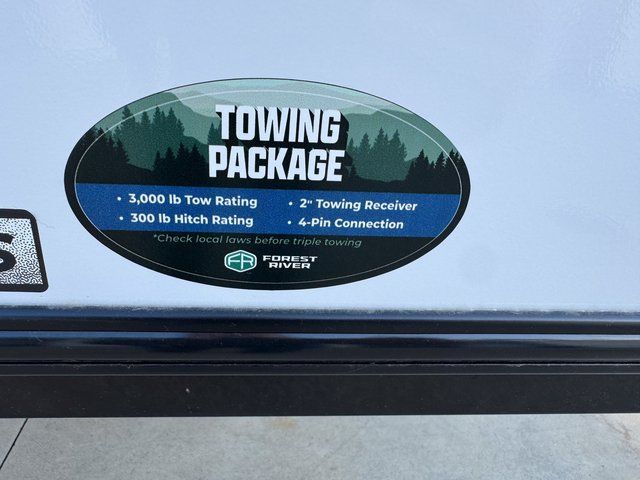 TOWING
PACKAGE
• 3,000 lb Tow Rating
• 300 lb Hitch Rating
• 2" Towing Receiver
• 4-Pin Connection
*Check local laws before triple towing
FR FOREST
RIVER
S